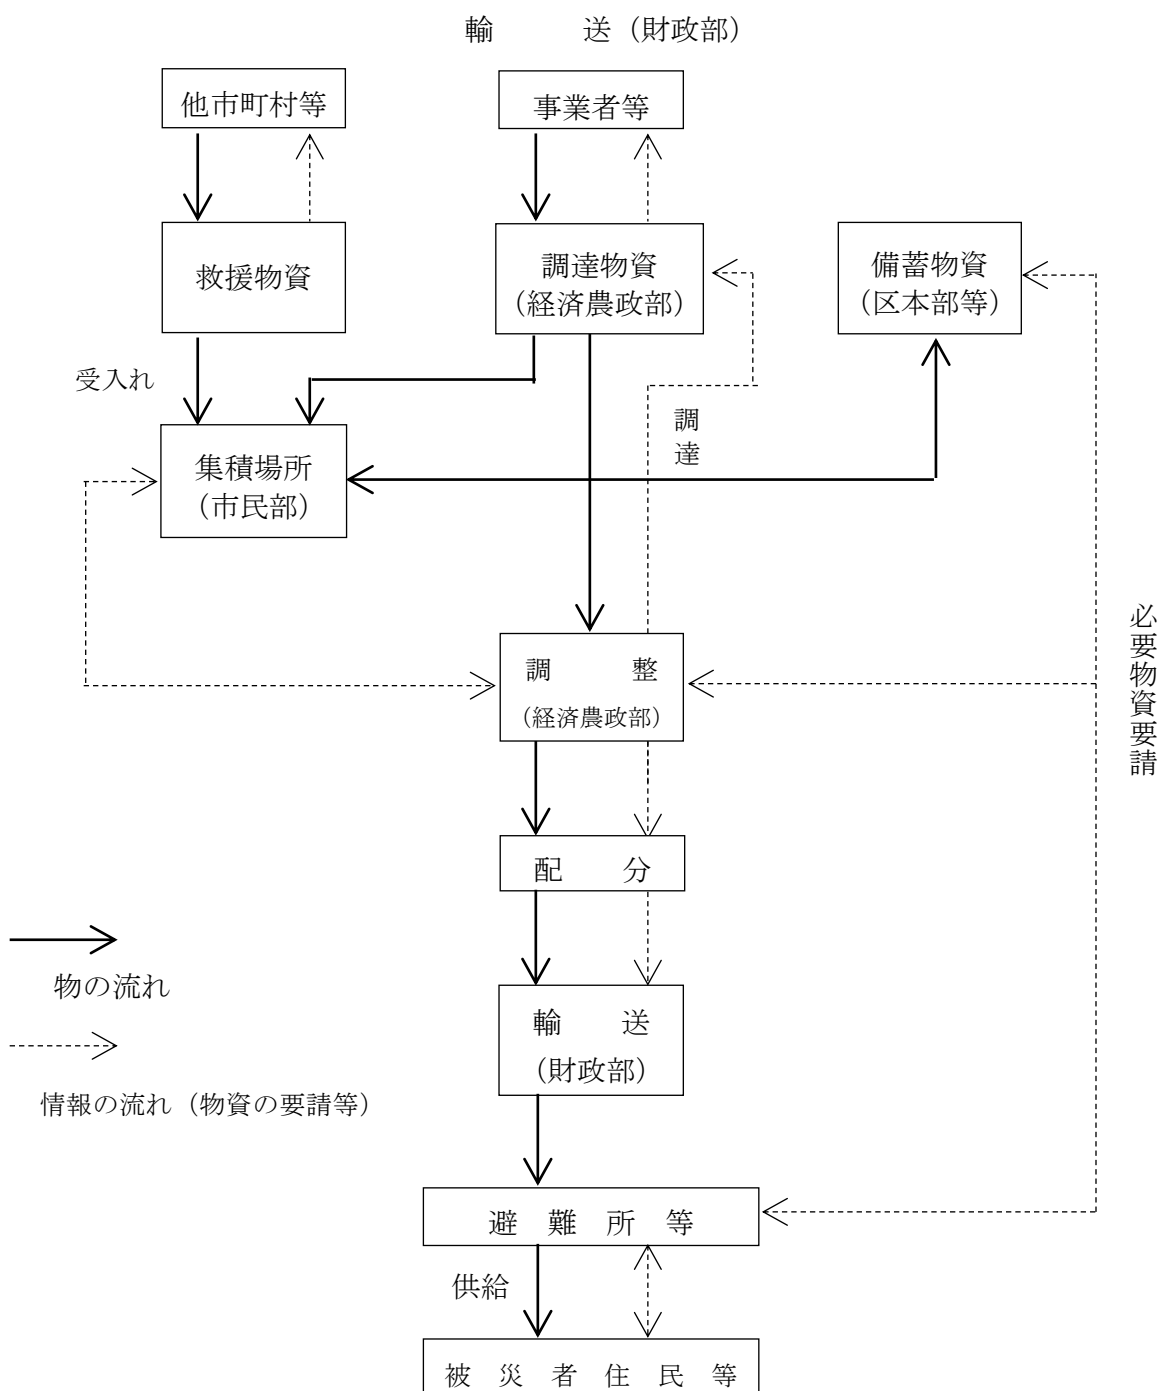 輸　　　送（財政部）
他市町村等
事業者等
救援物資
調達物資
（経済農政部）
備蓄物資
（区本部等）
受入れ
調達
集積場所
（市民部）
必要物資要請
調　　　整
（経済農政部）
配　　分
物の流れ
輸　　送
（財政部）
情報の流れ（物資の要請等）
避　難　所　等
供給
被　災　者　住　民　等